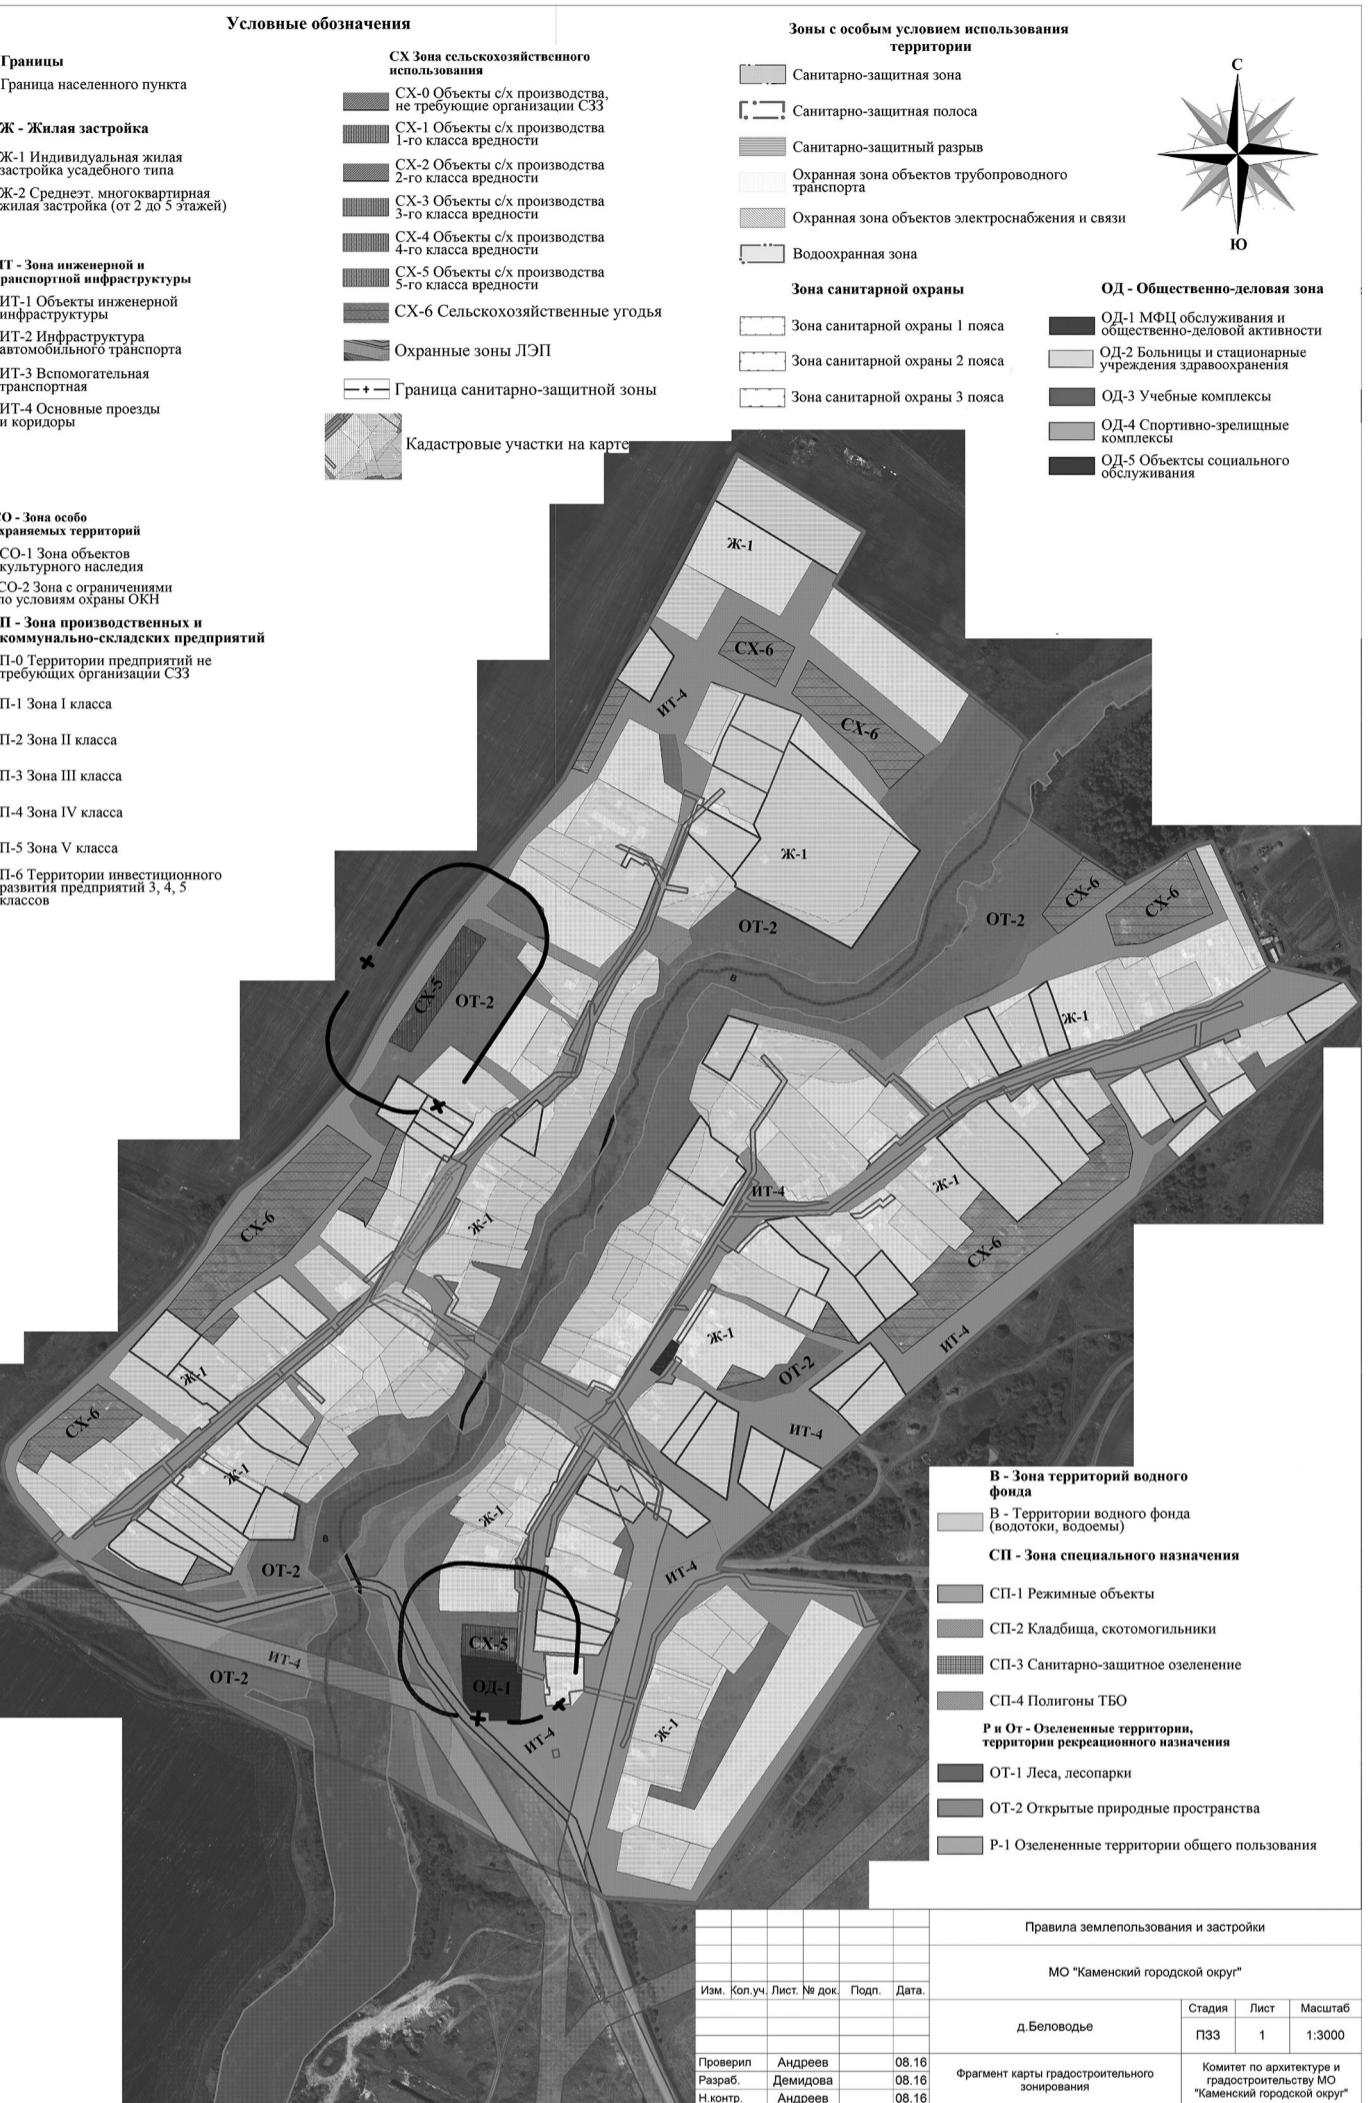 Условные обозначения
Границы
Граница населенного пункта
Ж - Жилая застройка
Ж-1 Индивидуальная жилая
застройка усадебного типа
Ж-2 Среднеэт. многоквартирная
жилая застройка (от 2 до 5 этажей)
ІТ - Зона инженерной и
ранспортной инфраструктуры
ИТ-1 Объекты инженерной
инфраструктуры
ИТ-2 Инфраструктура
автомобильного транспорта
ИТ-3 Вспомогательная
транспортная
ИТ-4 Основные проезды
и коридоры
О - Зона особо
храняемых территорий
СО-1 Зона объектов
культурного наследия
СО-2 Зона с ограничениями
по условиям охраны ОКН
П - Зона производственных и
коммунально-складских предприятий
П-0 Территории предприятий не
требующих организации СЗЗ
П-1 Зона I класса
П-2 Зона II класса
П-3 Зона III класса
П-4 Зона IV класса
П-5 Зона V класса
П-6 Территории инвестиционного
развития предприятий 3, 4, 5
классов
СХ Зона сельскохозяйственного
использования
СХ-0 Объекты с/х производства,
не требующие организации СЗЗ
СХ-1 Объекты с/х производства
1-го класса вредности
СХ-2 Объекты с/х производства
2-го класса вредности
СХ-3 Объекты с/х производства
3-го класса вредности
СХ-4 Объекты с/х производства
4-го класса вредности
СХ-5 Объекты с/х производства
5-го класса вредности
СХ-6 Сельскохозяйственные угодья
Охранные зоны ЛЭП
Граница санитарно-защитной зоны
Кадастровые участки на карте
Зоны с особым условием использования
территории
Санитарно-защитная зона
Санитарно-защитная полоса
Санитарно-защитный разрыв
Охранная зона объектов трубопроводного
транспорта
Охранная зона объектов электроснабжения и связи
Водоохранная зона
Зона санитарной охраны
Зона санитарной охраны 1 пояса
Зона санитарной охраны 2 пояса
Зона санитарной охраны 3 пояса
С
Ю
ОД - Общественно-деловая зона
ОД-1 МФЦ обслуживания и
общественно-деловой активности
ОД-2 Больницы и стационарные
учреждения здравоохранения
ОД-3 Учебные комплексы
ОД-4 Спортивно-зрелищные
комплексы
ОД-5 Объектсы социального
обслуживания
Ж-1
СХ-6
ИТ-4
СХ-6
Ж-1
СХ-6
СХ-6
ОТ-2
ОТ-2
В
СХ-5
ОТ-2
Ж-1
Ж-1
ИТ-4
СХ-6
Ж-1
СХ-6
Ж-1
ИТ-4
ОТ-2
Ж-1
СХ-6
ИТ-4
Ж-1
Ж-1
В
ОТ-2
ИТ-4
СХ-5
ИТ-4
ОТ-2
ОД-1
ИТ-4
Ж-1
В - Зона территорий водного
фонда
В - Территории водного фонда
(водотоки, водоемы)
СП - Зона специального назначения
СП-1 Режимные объекты
СП-2 Кладбища, скотомогильники
СП-3 Санитарно-защитное озеленение
СП-4 Полигоны ТБО
Р и От - Озелененные территории,
территории рекреационного назначения
ОТ-1 Леса, лесопарки
ОТ-2 Открытые природные пространства
Р-1 Озелененные территории общего пользования
Правила землепользования и застройки
МО "Каменский городской округ"
Изм. Кол.уч. Лист. № док. Подп. Дата.
д.Беловодье
Стадия Лист Масштаб
ПЗЗ 1 1:3000
Проверил Андреев 08.16
Разраб. Демидова 08.16
Н.контр. Андреев 08.16
Фрагмент карты градостроительного
зонирования
Комитет по архитектуре и
градостроительству МО
"Каменский городской округ"